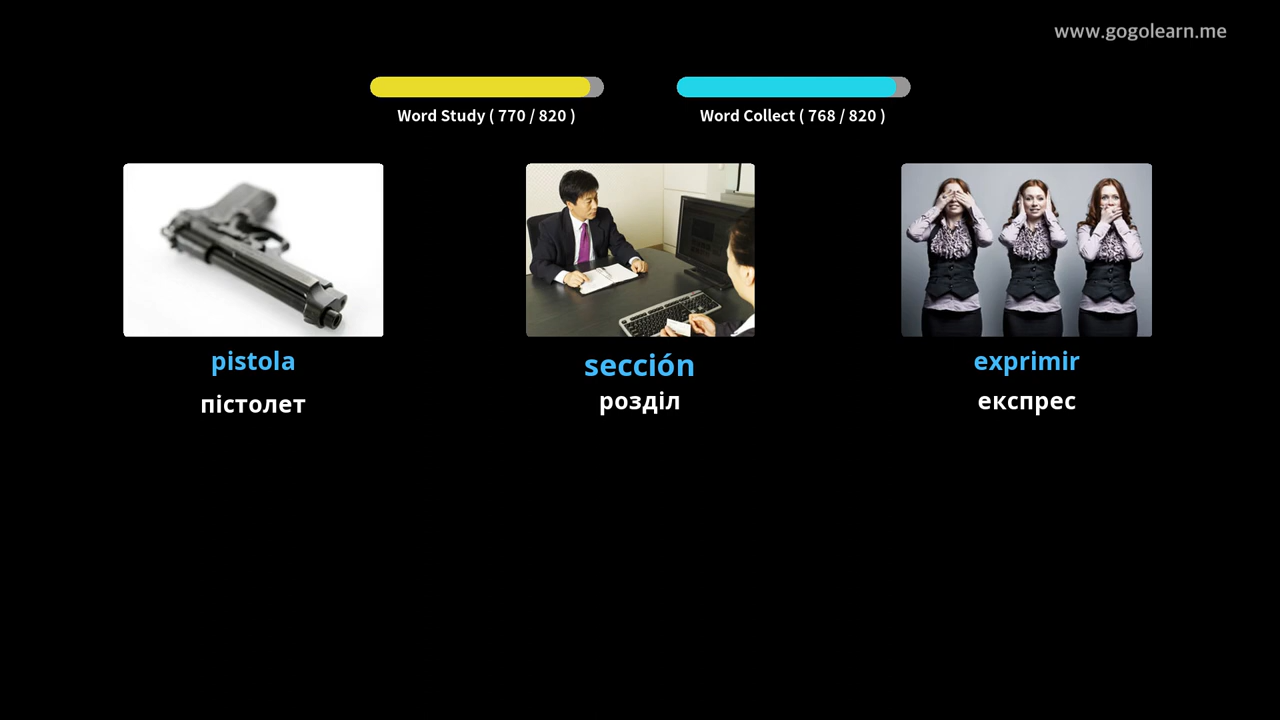 www.gogolearn.me
Word Study ( 770 / 820 )
Word Collect ( 768 / 820 )
pistola
sección
exprimir
пістолет
розділ
експрес